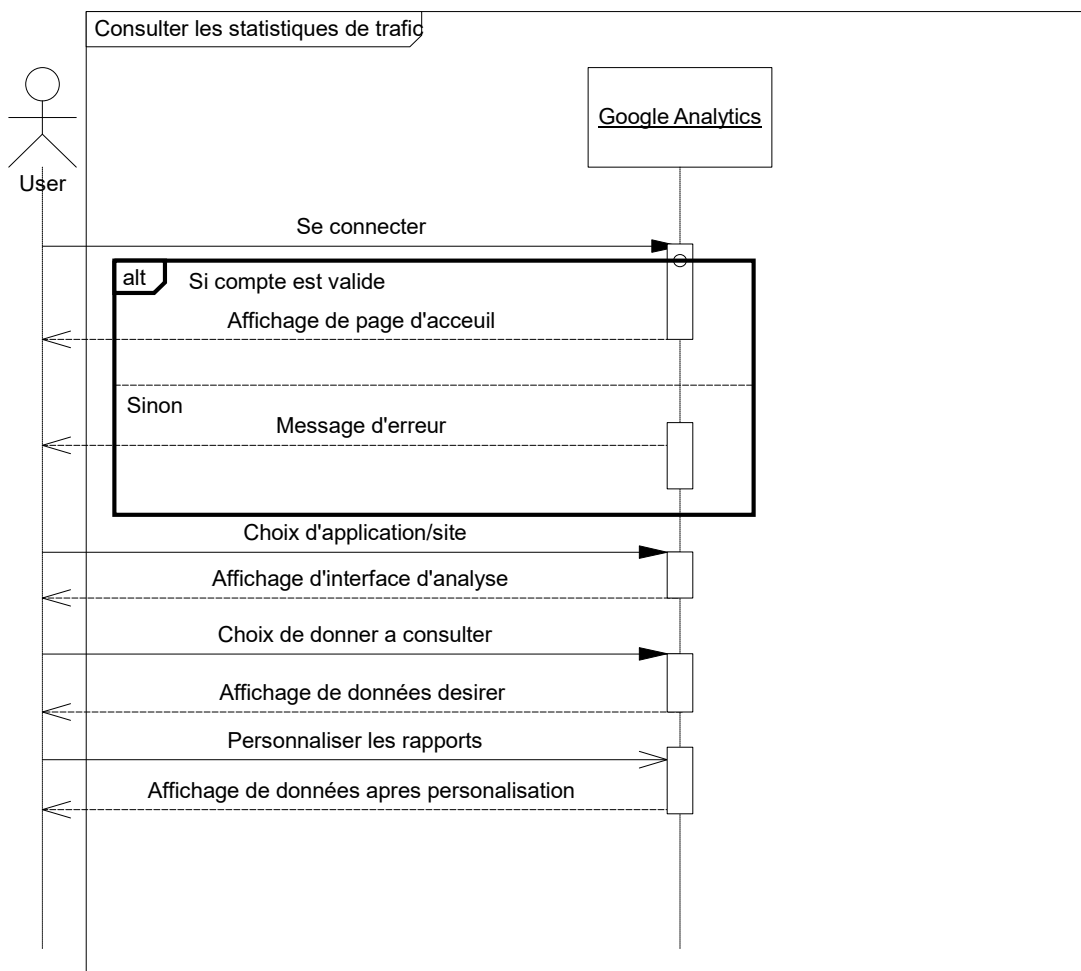 Consulter les statistiques de trafic
Google Analytics
User
Se connecter
alt
Si compte est valide
Affichage de page d'acceuil
Sinon
Message d'erreur
Choix d'application/site
Affichage d'interface d'analyse
Choix de donner a consulter
Affichage de données desirer
Personnaliser les rapports
Affichage de données apres personalisation